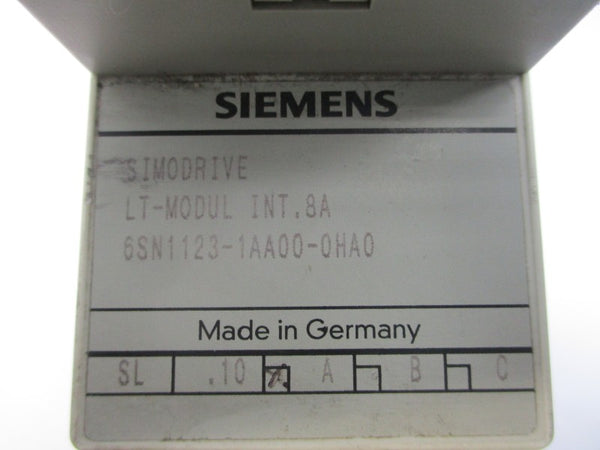 SIEMENS
SIMODRIVE
LT-MODUL INT.8A
6SN1123-1AA00-0HA0
Made in Germany
SL .10 A B C